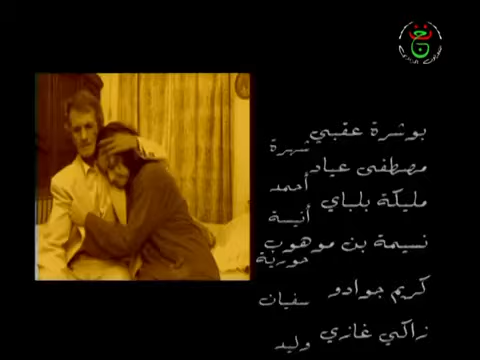 بوشرة عقبي
شهرة
مصطفى عياد
أحمد
مليكة بلباي
أنيسة
نسيمة بن موهوب
حورية
كريم جوادو
سفيان
زاكي غازي
وليد